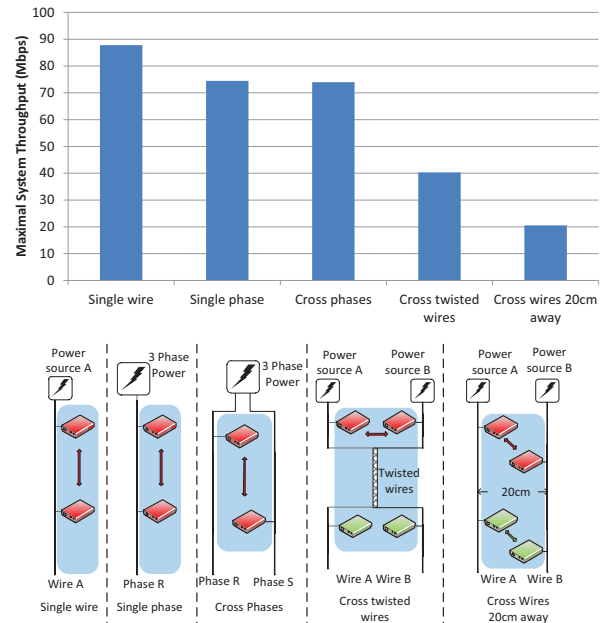 Maximal System Throughput (Mbps)
100
90
80
70
60
50
40
30
20
10
0
Single wire
Single phase
Cross phases
Cross twisted
wires
Cross wires 20cm
away
Power
source A
3 Phase
Power
3 Phase
Power
Power
source A
Power
source B
Power
source A
Power
source B
Twisted
wires
20cm
Wire A
Phase R
Phase R
Phase S
Wire A
Wire B
Wire A
Wire B
Single wire
Single phase
Cross Phases
Cross twisted
wires
Cross Wires
20cm away